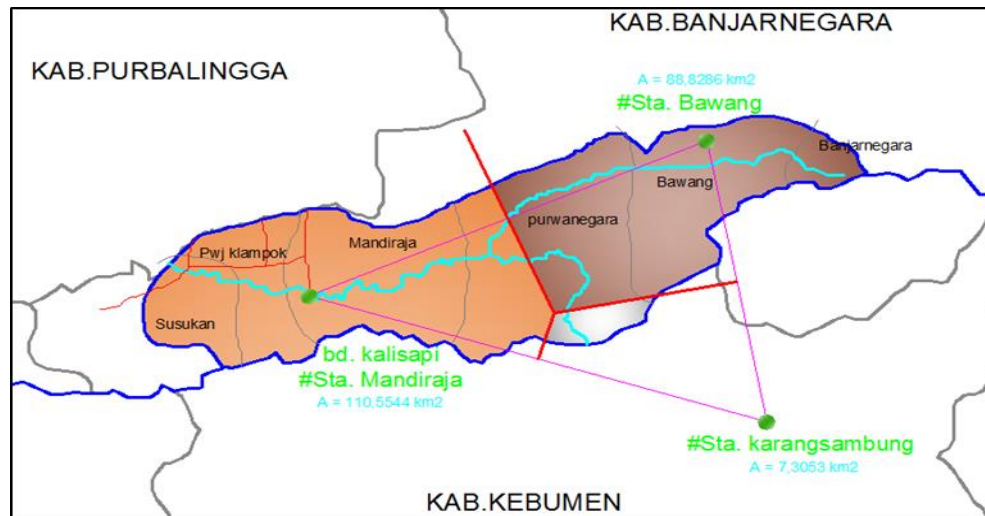 KAB.BANJARNEGARA
KAB.PURBALINGGA
A = 88,8286 km2
#Sta. Bawang
Banjarnegara
Bawang
purwanegara
Mandiraja
Pwj klampok
Susukan
bd. kalisapi
#Sta. Mandiraja
A = 110,5544 km2
#Sta. karangsambung
A = 7,3053 km2
KAB.KEBUMEN